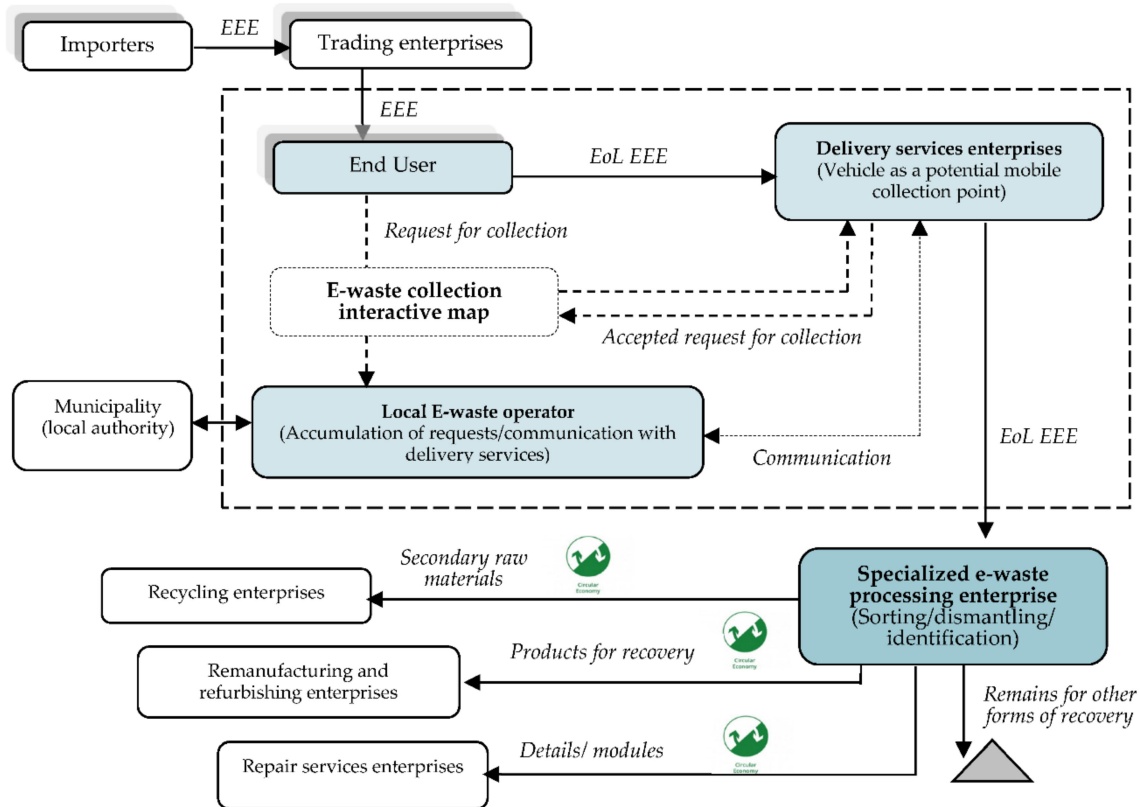 EEE
Importers
Trading enterprises
EEE
End User
EoL EEE
Delivery services enterprises
(Vehicle as a potential mobile
collection point)
Request for collection
E-waste collection
interactive map
Accepted request for collection
Municipality
(local authority)
Local E-waste operator
(Accumulation of requests/communication with
delivery services)
Communication
EoL EEE
Secondary raw
materials
Circular
Economy
Recycling enterprises
Specialized e-waste
processing enterprise
(Sorting/dismantling/
identification)
Products for recovery
Circular
Economy
Remanufacturing and
refurbishing enterprises
Remains for other
forms of recovery
Details/ modules
Circular
Economy
Repair services enterprises